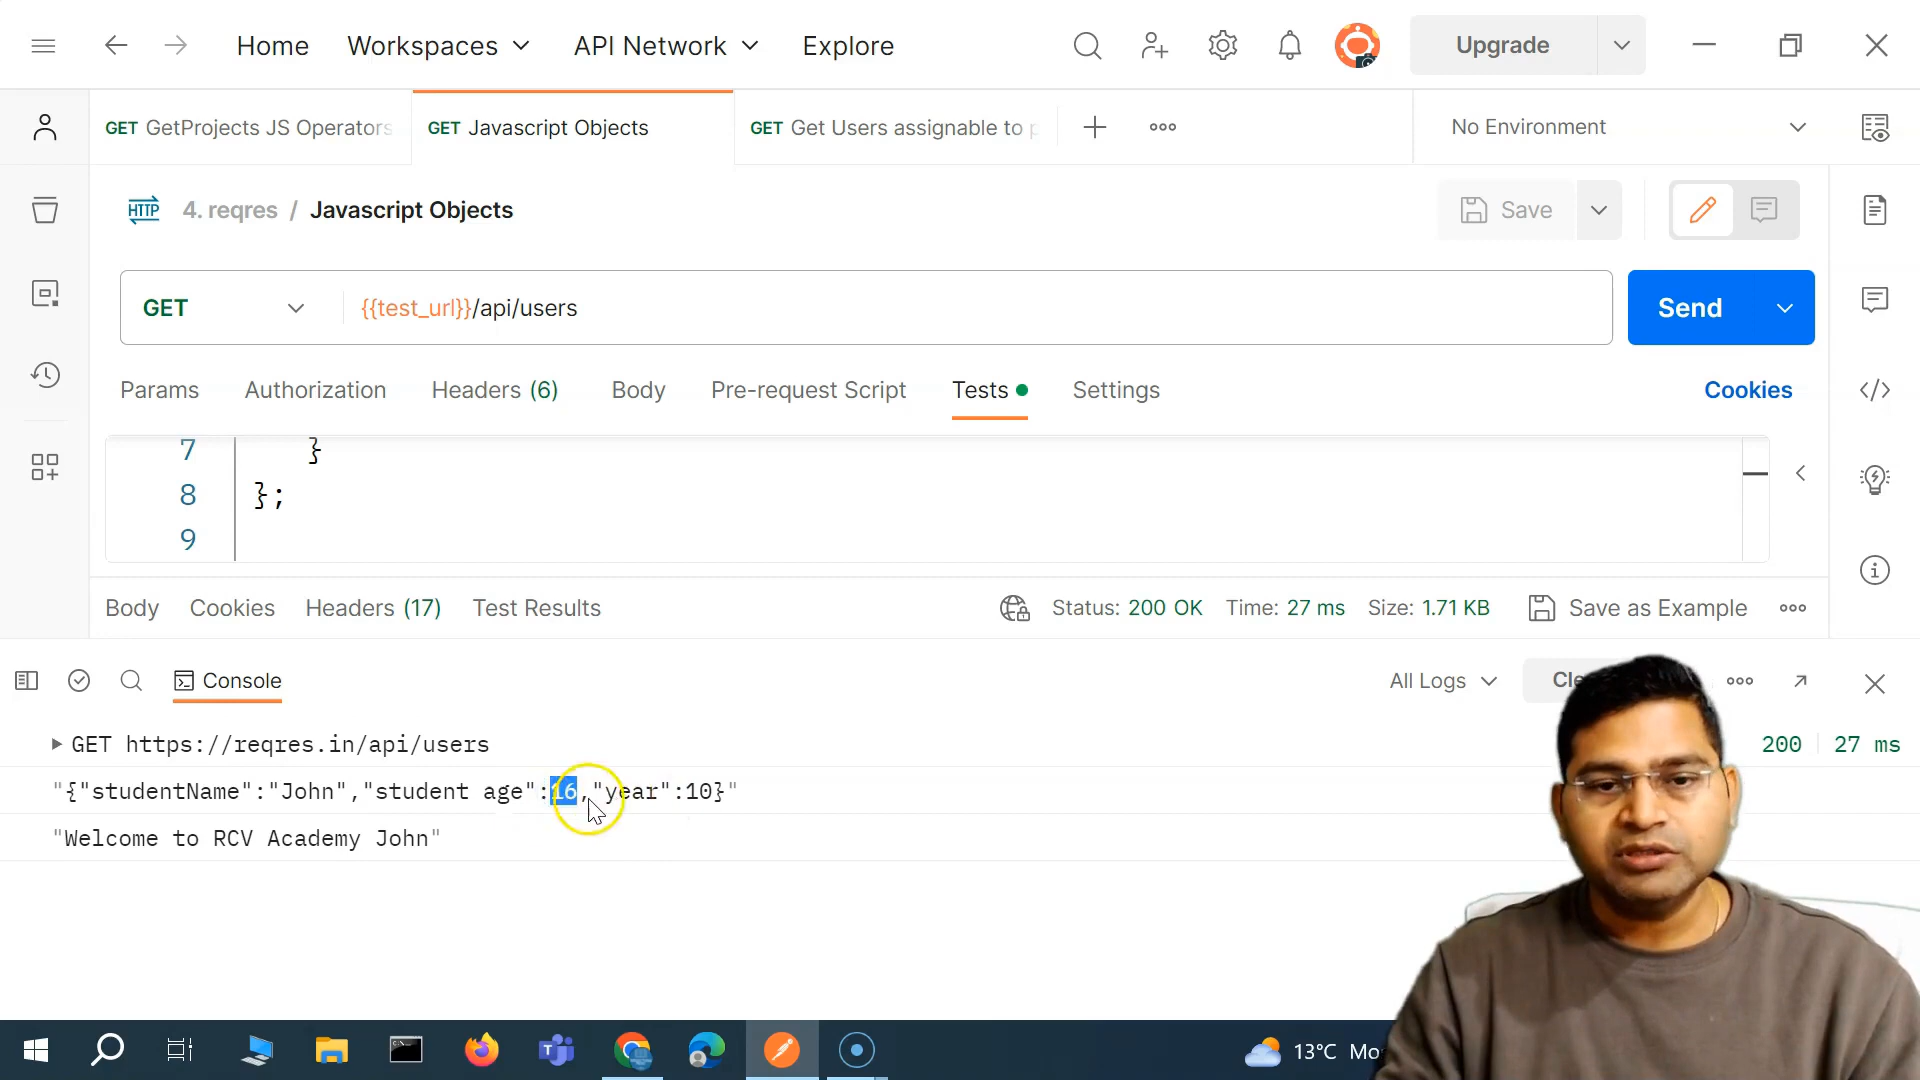 Home Workspaces API Network Explore Upgrade
GET GetProjects JS Operators GET Javascript Objects GET Get Users assignable to p No Environment
HTTP 4. reqres / Javascript Objects Save
GET {{test_url}}/api/users Send
Params Authorization Headers (6) Body Pre-request Script Tests Settings Cookies
7 }
8 };
9
Body Cookies Headers (17) Test Results Status: 200 OK Time: 27 ms Size: 1.71 KB Save as Example
Console All Logs
GET https://reqres.in/api/users 200 27 ms
"{"studentName":"John","student age":16,"year":10}"
"Welcome to RCV Academy John"
13°C